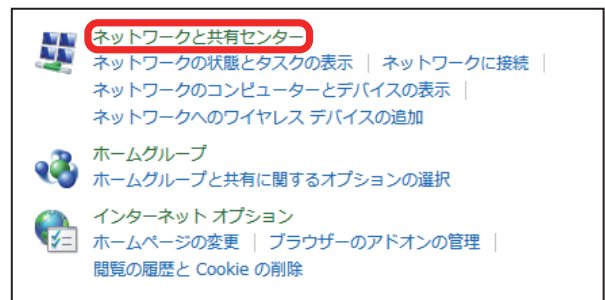 ネットワークと共有センター
ネットワークの状態とタスクの表示 | ネットワークに接続 |
ネットワークのコンピューターとデバイスの表示 |
ネットワークへのワイヤレス デバイスの追加
ホームグループ
ホームグループと共有に関するオプションの選択
インターネット オプション
ホームページの変更 | ブラウザーのアドオンの管理 |
閲覧の履歴と Cookie の削除